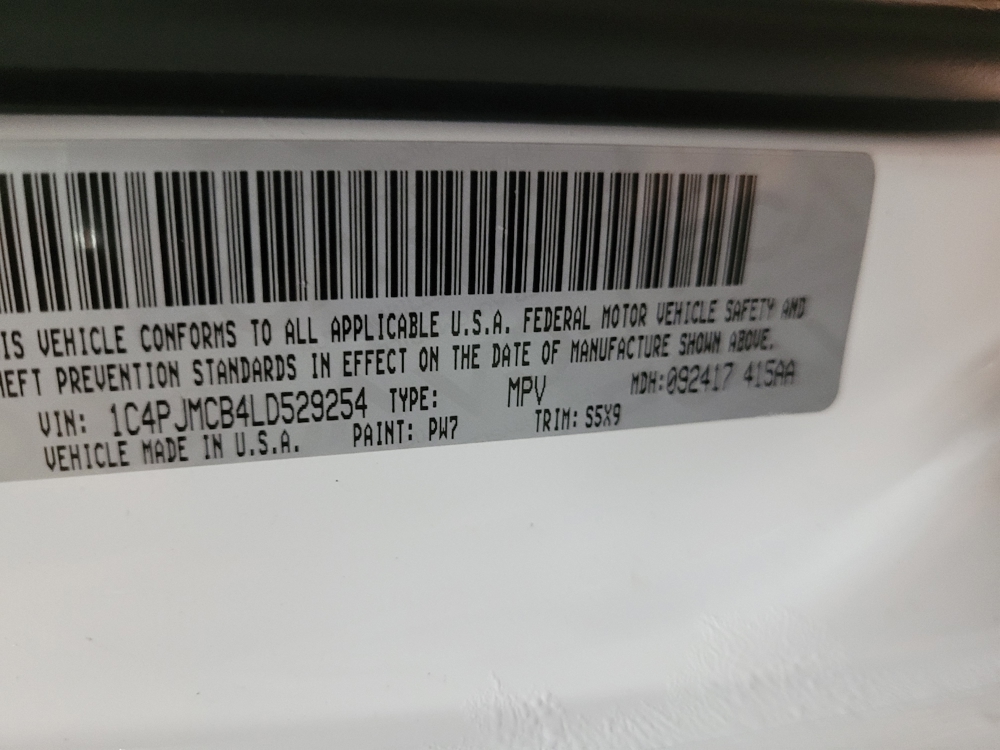 IS VEHICLE CONFORMS TO ALL APPLICABLE U.S.A. FEDERAL MOTOR VEHICLE SAFETY AND
HEFT PREVENTION STANDARDS IN EFFECT ON THE DATE OF MANUFACTURE SHOWN ABOVE.
VIN: 1C4PJMCB4LD529254 TYPE: MPV MDH:092417 415AA
VEHICLE MADE IN U.S.A. PAINT: PW7 TRIM: S5X9